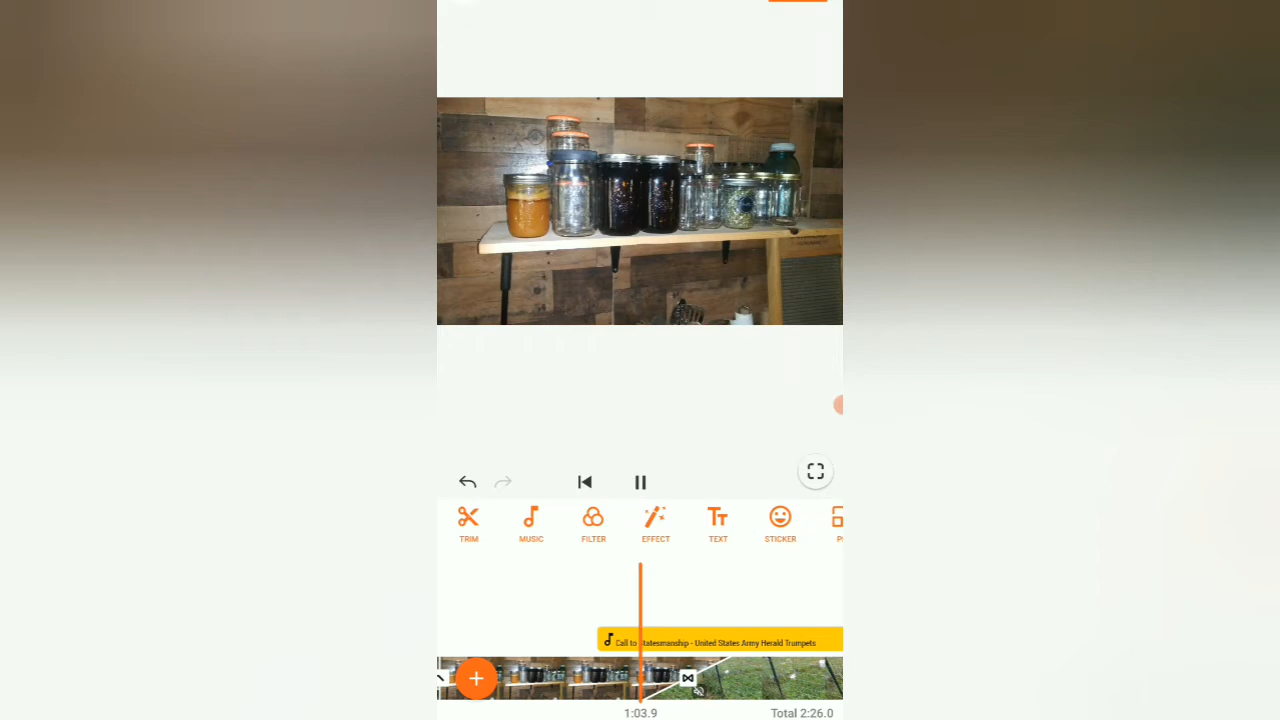 TRIM
MUSIC
FILTER
EFFECT
TEXT
STICKER
Call to Statesmanship - United States Army Herald Trumpets
1:03.9
Total 2:26.0